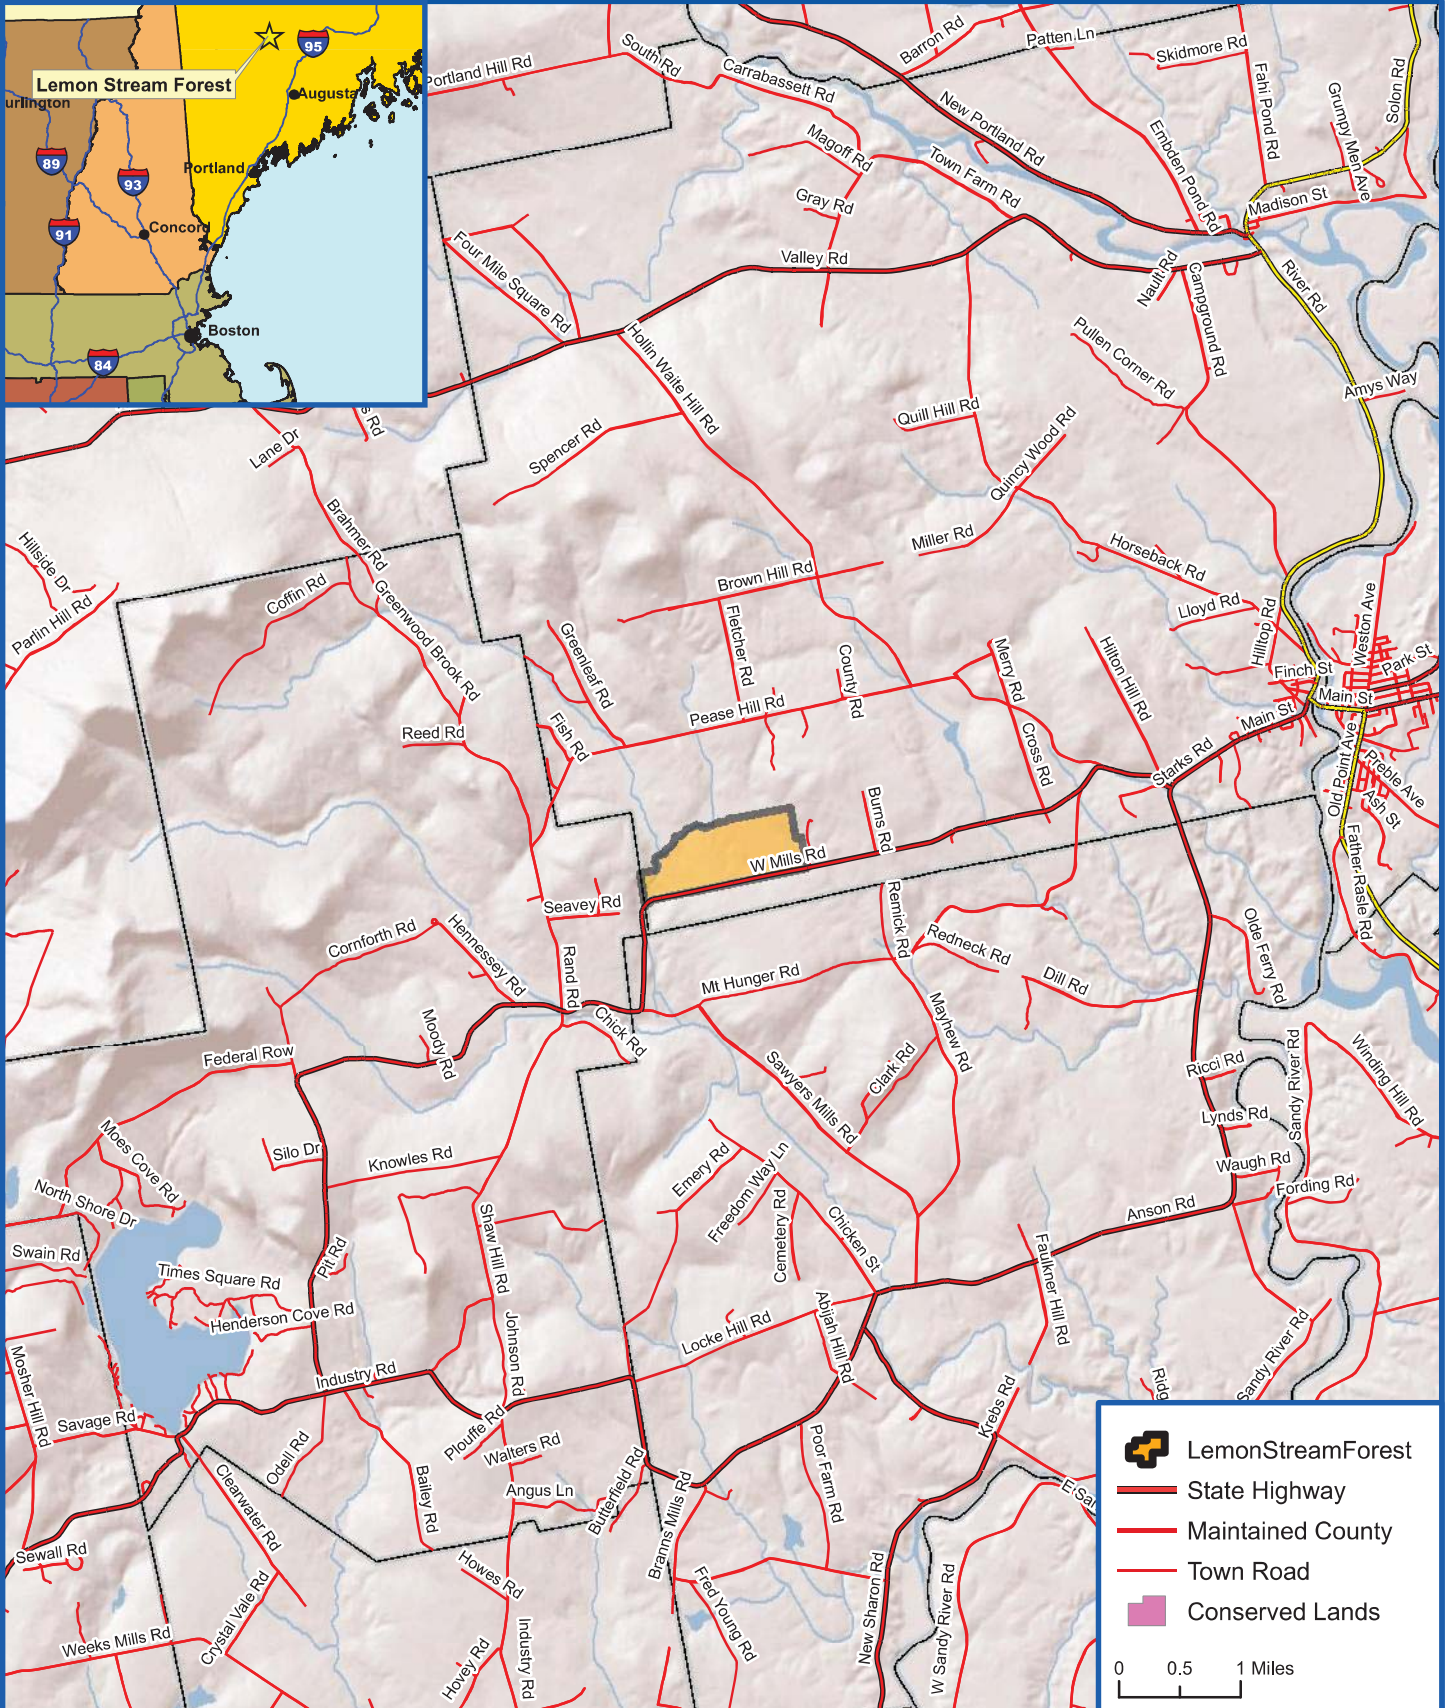 95
Lemon Stream Forest
Augusta
urlington
89
93
Portland
91
Concord
Boston
84
Portland Hill Rd
South Rd
Carrabassett Rd
Barron Rd
Patten Ln
Skidmore Rd
Fahi Pond Rd
Grumpy Men Ave
Solon Rd
New Portland Rd
Embden Pond Rd
Magoff Rd
Town Farm Rd
Gray Rd
Madison St
Four Mile Square Rd
Valley Rd
Nault Rd
Campground Rd
River Rd
Hollin Waite Hill Rd
Pullen Corner Rd
Amys Way
s Rd
Lane Dr
Spencer Rd
Quill Hill Rd
Quincy Wood Rd
Brahmer Rd
Miller Rd
Horseback Rd
Hillside Dr
Parlin Hill Rd
Coffin Rd
Greenwood Brook Rd
Brown Hill Rd
Fletcher Rd
Lloyd Rd
Hilltop Rd
Weston Ave
Greenleaf Rd
County Rd
Merry Rd
Hilton Hill Rd
Finch St
Park St
Main St
Main St
Reed Rd
Fish Rd
Pease Hill Rd
Cross Rd
Starks Rd
Old Point Ave
Preble Ave
Ash St
Burns Rd
W Mills Rd
Father Rasle Rd
Seavey Rd
Cornforth Rd
Hennessey Rd
Rand Rd
Remick Rd
Redneck Rd
Dill Rd
Olde Ferry Rd
Mt Hunger Rd
Mayhew Rd
Moody Rd
Chick Rd
Federal Row
Sawyers Mills Rd
Clark Rd
Ricci Rd
Sandy River Rd
Winding Hill Rd
Lynds Rd
Moes Cove Rd
Silo Dr
Knowles Rd
Emery Rd
Freedom Way Ln
Waugh Rd
Fording Rd
North Shore Dr
Swain Rd
Shaw Hill Rd
Cemetery Rd
Chicken St
Anson Rd
Pit Rd
Times Square Rd
Henderson Cove Rd
Faulkner Hill Rd
Johnson Rd
Locke Hill Rd
Abijah Hill Rd
Mosher Hill Rd
Industry Rd
Sandy River Rd
Ridg
Krebs Rd
Savage Rd
Plouffe Rd
Walters Rd
Odell Rd
Clearwater Rd
Bailey Rd
Angus Ln
Butterfield Rd
Branns Mills Rd
Poor Farm Rd
E Sa
Sewall Rd
Howes Rd
Fred Young Rd
New Sharon Rd
W Sandy River Rd
Crystal Vale Rd
Weeks Mills Rd
Hovey Rd
Industry Rd
LemonStreamForest
State Highway
Maintained County
Town Road
Conserved Lands
0 0.5 1 Miles